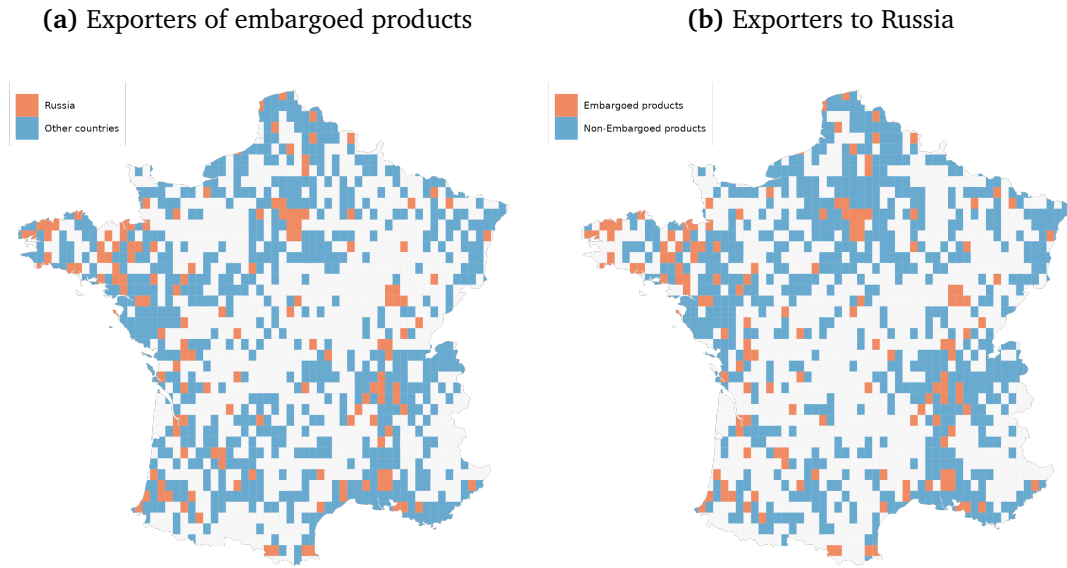 (a) Exporters of embargoed products
Russia
Other countries
(b) Exporters to Russia
Embargoed products
Non-Embargoed products